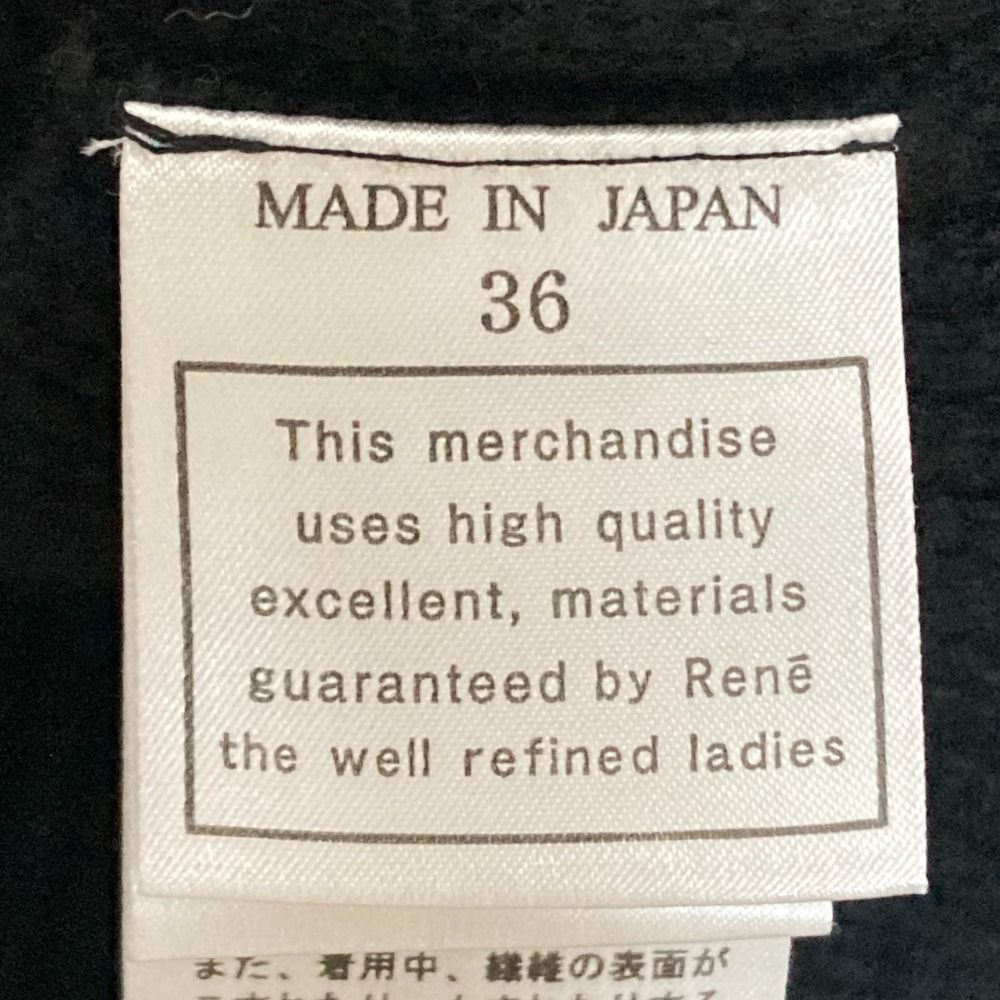 MADE IN JAPAN
36
This merchandise
uses high quality
excellent, materials
guaranteed by Renē
the well refined ladies
また、着用中、繊維の表面が